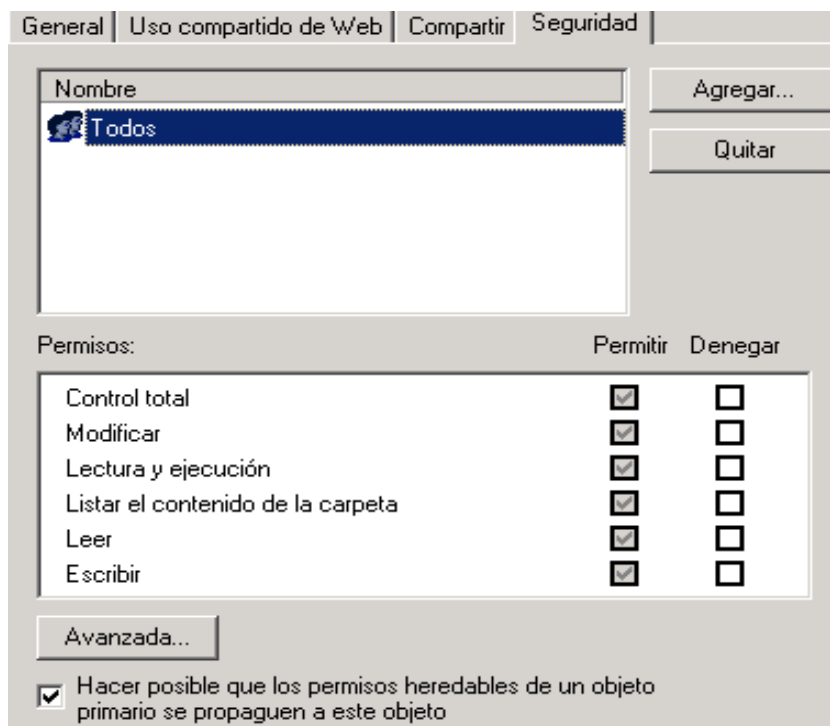 General Uso compartido de Web Compartir Seguridad
Nombre
Agregar...
Todos
Quitar
Permisos: Permitir Denegar
Control total
Modificar
Lectura y ejecución
Listar el contenido de la carpeta
Leer
Escribir
Avanzada...
Hacer posible que los permisos heredables de un objeto
primario se propaguen a este objeto